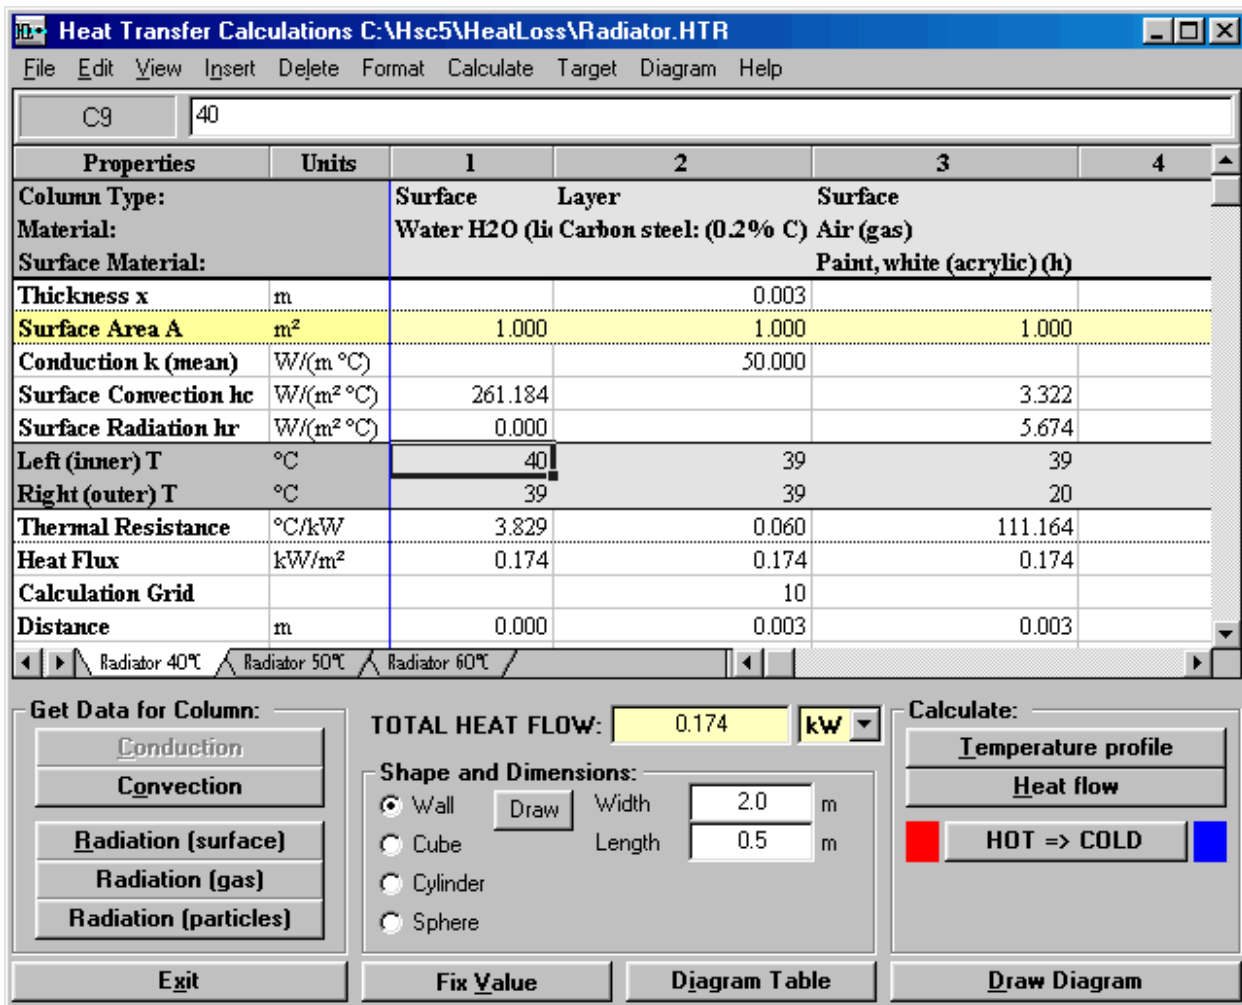 Heat Transfer Calculations C:\Hsc5\HeatLoss\Radiator.HTR
File Edit View Insert Delete Format Calculate Target Diagram Help
C9 40
Properties Units 1 2 3 4
Column Type: Surface Layer Surface
Material: Water H2O (li Carbon steel: (0.2% C) Air (gas)
Surface Material: Paint, white (acrylic) (h)
Thickness x m 0.003
Surface Area A m² 1.000 1.000 1.000
Conduction k (mean) W/(m °C) 50.000
Surface Convection hc W/(m² °C) 261.184 3.322
Surface Radiation hr W/(m² °C) 0.000 5.674
Left (inner) T °C 40 39 39
Right (outer) T °C 39 39 20
Thermal Resistance °C/kW 3.829 0.060 111.164
Heat Flux kW/m² 0.174 0.174 0.174
Calculation Grid 10
Distance m 0.000 0.003 0.003
Radiator 40℃ Radiator 50℃ Radiator 60℃
Get Data for Column:
Conduction
Convection
Radiation (surface)
Radiation (gas)
Radiation (particles)
TOTAL HEAT FLOW: 0.174 kW
Shape and Dimensions:
Wall Draw Width 2.0 m
Cube Length 0.5 m
Cylinder
Sphere
Calculate:
Temperature profile
Heat flow
HOT => COLD
Exit Fix Value Diagram Table Draw Diagram